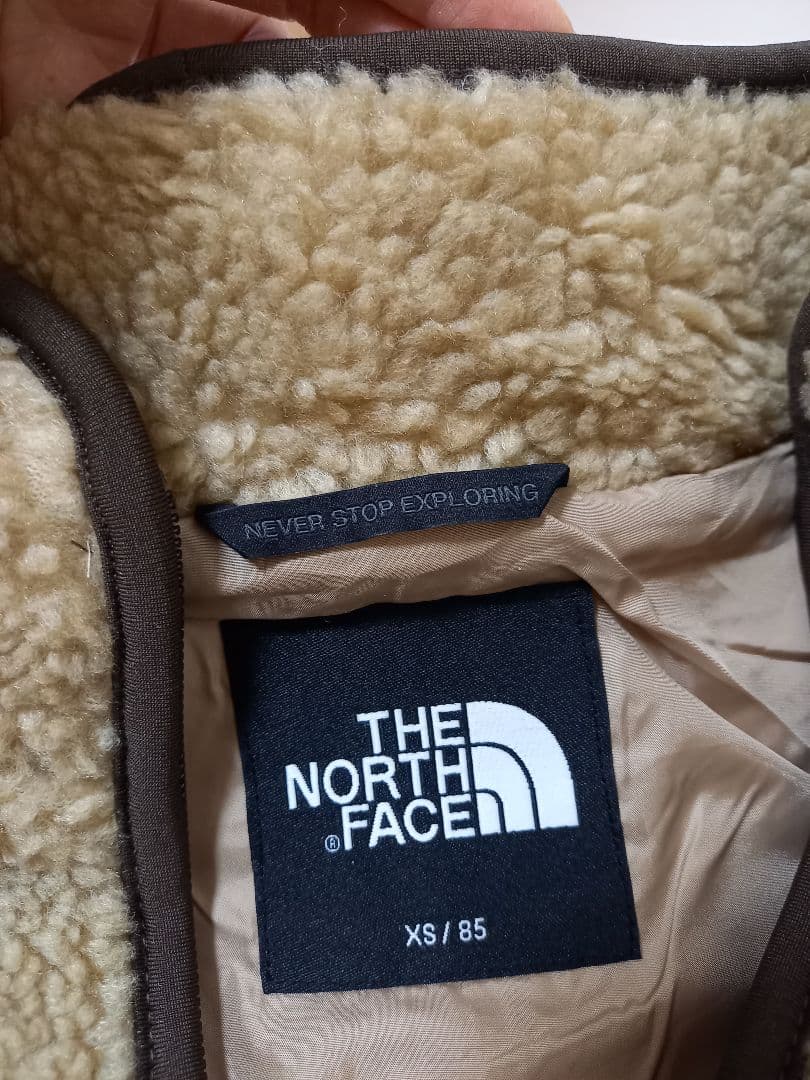 NEVER STOP EXPLORING
THE
NORTH
® FACE
XS / 85